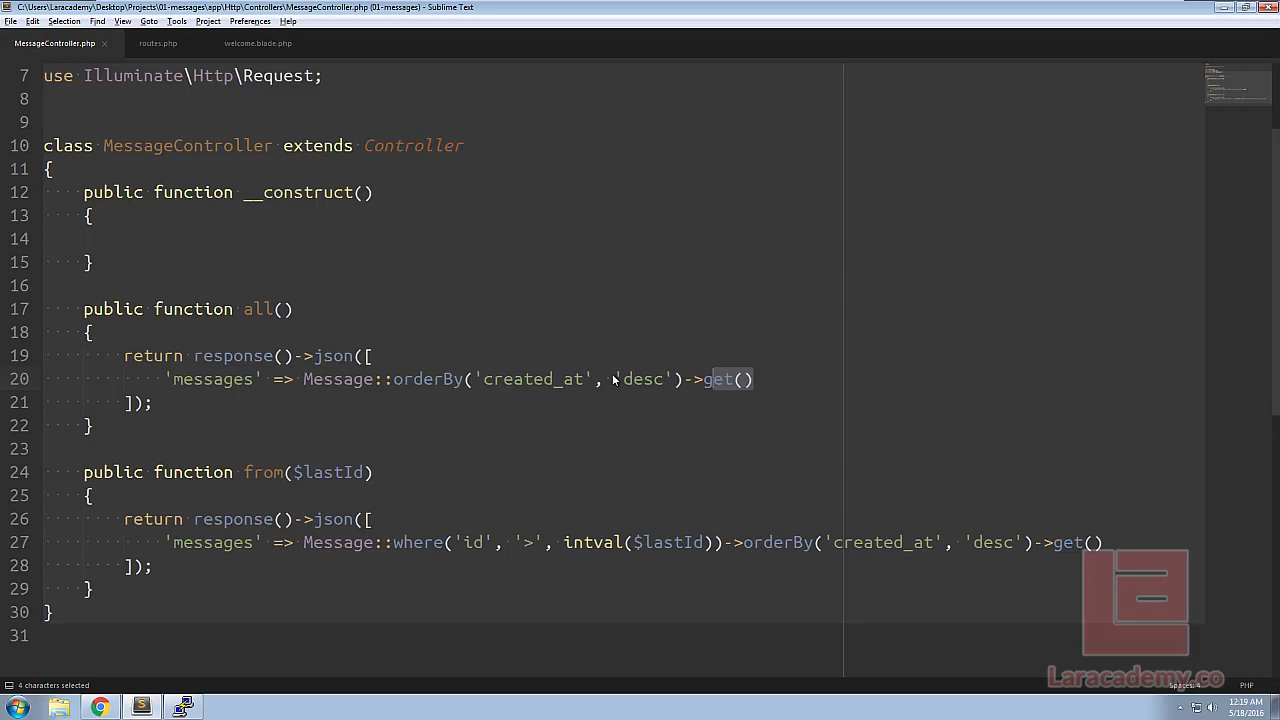 C:\Users\Laracademy\Desktop\Projects\01-messages\app\Http\Controllers\MessageController.php (01-messages) - Sublime Text
File Edit Selection Find View Goto Tools Project Preferences Help
MessageController.php × routes.php welcome.blade.php
7 use Illuminate\Http\Request;
8
9
10 class MessageController extends Controller
11 {
12 public function __construct()
13 {
14
15 }
16
17 public function all()
18 {
19 return response()->json([
20 'messages' => Message::orderBy('created_at', 'desc')->get()
21 ]);
22 }
23
24 public function from($lastId)
25 {
26 return response()->json([
27 'messages' => Message::where('id', '>', intval($lastId))->orderBy('created_at', 'desc')->get()
28 ]);
29 }
30 }
31
Laracademy.co
4 characters selected Spaces: 4 PHP
12:19 AM
5/18/2016